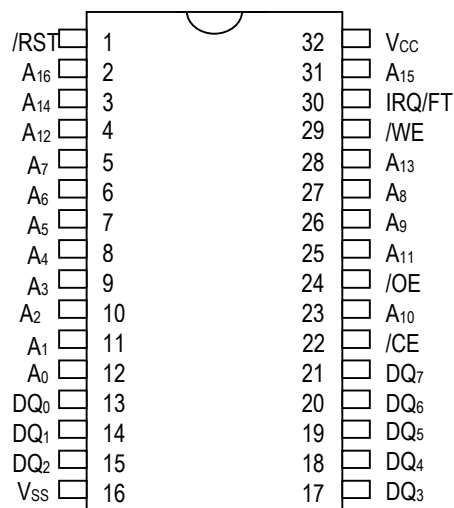 /RST 1 32 VCC
A16 2 31 A15
A14 3 30 IRQ/FT
A12 4 29 /WE
A7 5 28 A13
A6 6 27 A8
A5 7 26 A9
A4 8 25 A11
A3 9 24 /OE
A2 10 23 A10
A1 11 22 /CE
A0 12 21 DQ7
DQ0 13 20 DQ6
DQ1 14 19 DQ5
DQ2 15 18 DQ4
VSS 16 17 DQ3